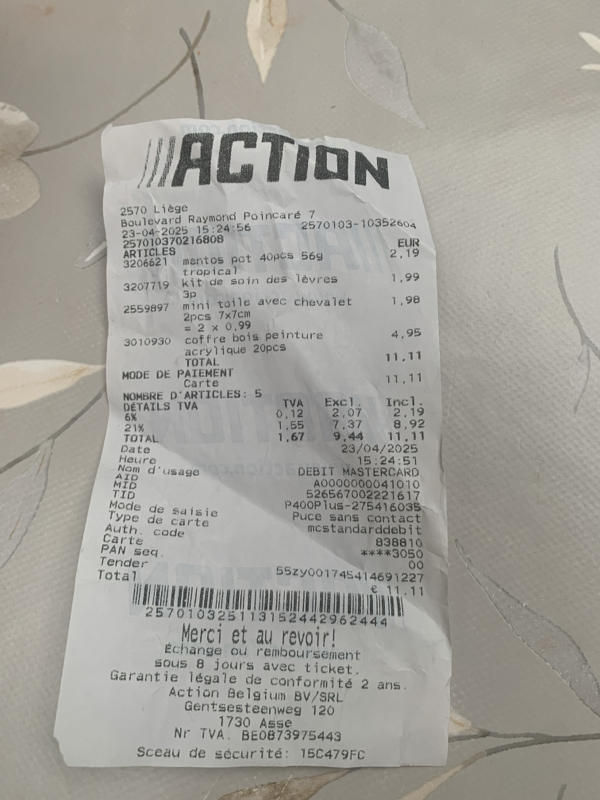 ACTION
2570 Liège
Boulevard Raymond Poincaré 7
23-04-2025 15:24:56 2570103-10352604
257010370216808
ARTICLES EUR
3206621 mentos pot 40pcs 56g 2,19
tropical
3207719 kit de soin des lèvres 1,99
3p
2559897 mini toile avec chevalet 1,98
2pcs 7x7cm
= 2 x 0,99
3010930 coffre bois peinture 4,95
acrylique 20pcs
TOTAL 11,11
MODE DE PAIEMENT
Carte 11,11
NOMBRE D'ARTICLES: 5
DÉTAILS TVA TVA Excl. Incl.
6% 0,12 2,07 2,19
21% 1,55 7,37 8,92
TOTAL 1,67 9,44 11,11
Date 23/04/2025
Heure 15:24:51
Nom d'usage DEBIT MASTERCARD
AID A0000000041010
MID 526567002221617
TID P400Plus-275416035
Mode de saisie Puce sans contact
Type de carte mcstandarddebit
Auth. code 838810
Carte ****3050
PAN seq. 00
Tender 55zy001745414691227
Total € 11.11
2570103251131524429624​44
Merci et au revoir!
Échange ou remboursement
sous 8 jours avec ticket.
Garantie légale de conformité 2 ans.
Action Belgium BV/SRL
Gentsesteenweg 120
1730 Asse
Nr TVA. BE0873975443
Sceau de sécurité: 15C479FC